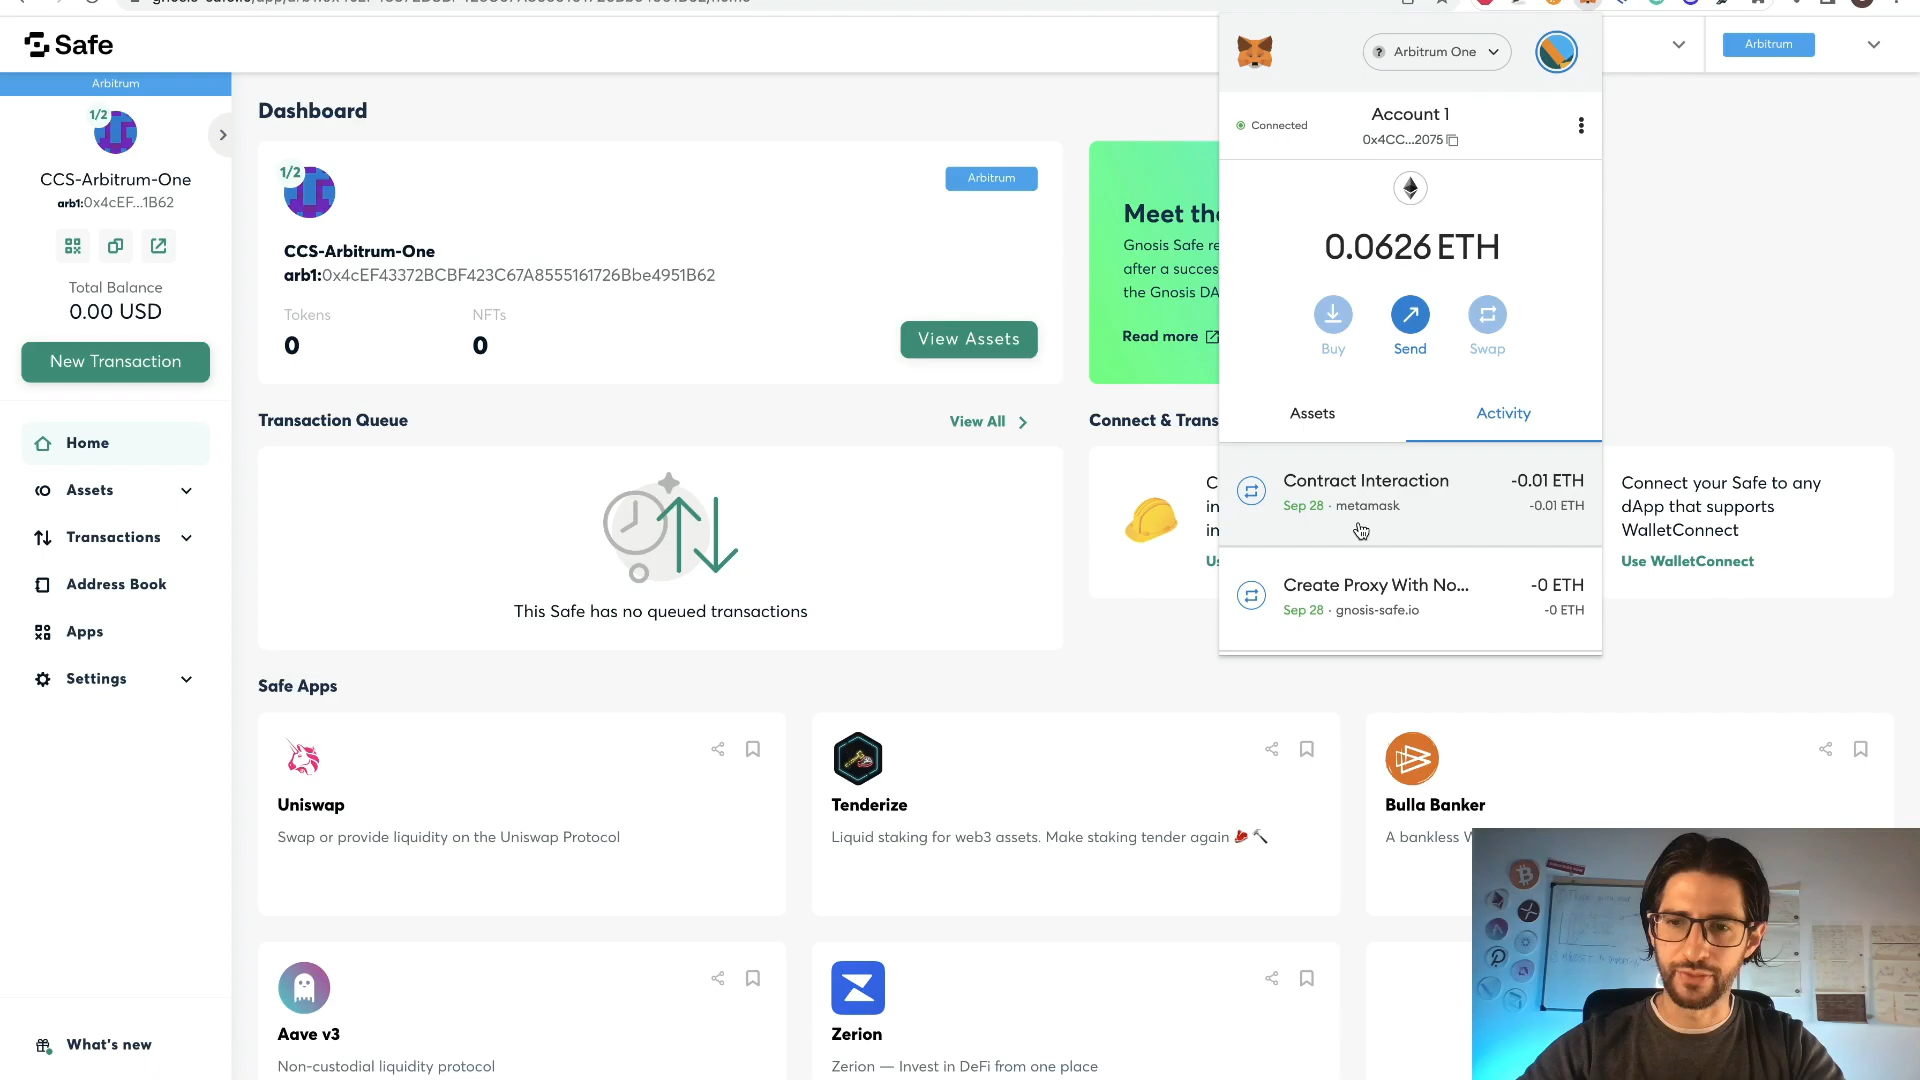 Safe
Arbitrum
1/2
CCS-Arbitrum-One
arb1:0x4cEF...1B62
Total Balance
0.00 USD
New Transaction
Home
Assets
Transactions
Address Book
Apps
Settings
What's new
Dashboard
1/2
Arbitrum
CCS-Arbitrum-One
arb1:0x4cEF43372BCBF423C67A8555161726Bbe4951B62
Tokens
NFTs
0
0
View Assets
Meet the
Gnosis Safe re
after a succes
the Gnosis DA
Read more
Transaction Queue
View All
This Safe has no queued transactions
Connect & Trans
Connect your Safe to any
dApp that supports
WalletConnect
Use WalletConnect
Safe Apps
Uniswap
Swap or provide liquidity on the Uniswap Protocol
Tenderize
Liquid staking for web3 assets. Make staking tender again
Bulla Banker
A bankless
Aave v3
Non-custodial liquidity protocol
Zerion
Zerion — Invest in DeFi from one place
Arbitrum One
Connected
Account 1
0x4CC...2075
0.0626 ETH
Buy
Send
Swap
Assets
Activity
Contract Interaction
-0.01 ETH
Sep 28 · metamask
-0.01 ETH
Create Proxy With No...
-0 ETH
Sep 28 · gnosis-safe.io
-0 ETH
Arbitrum